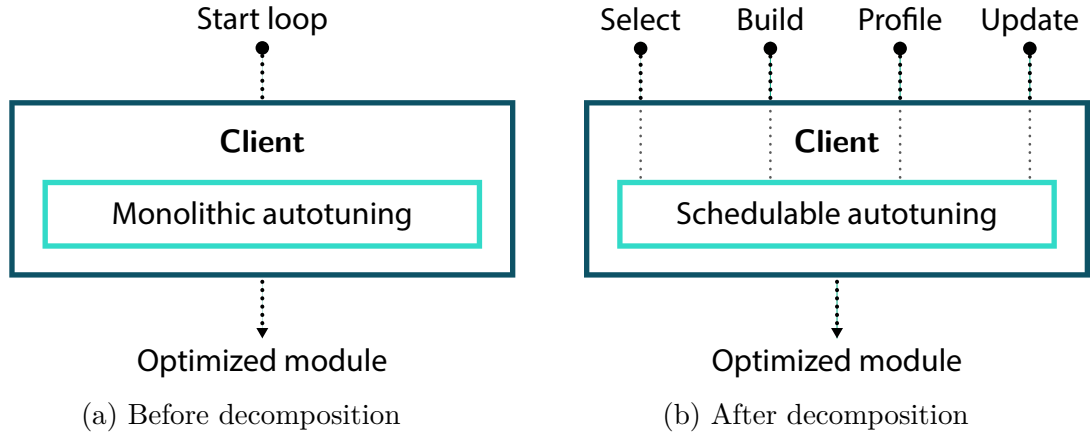 Start loop
Client
Monolithic autotuning
Optimized module
(a) Before decomposition
Select Build Profile Update
Client
Schedulable autotuning
Optimized module
(b) After decomposition